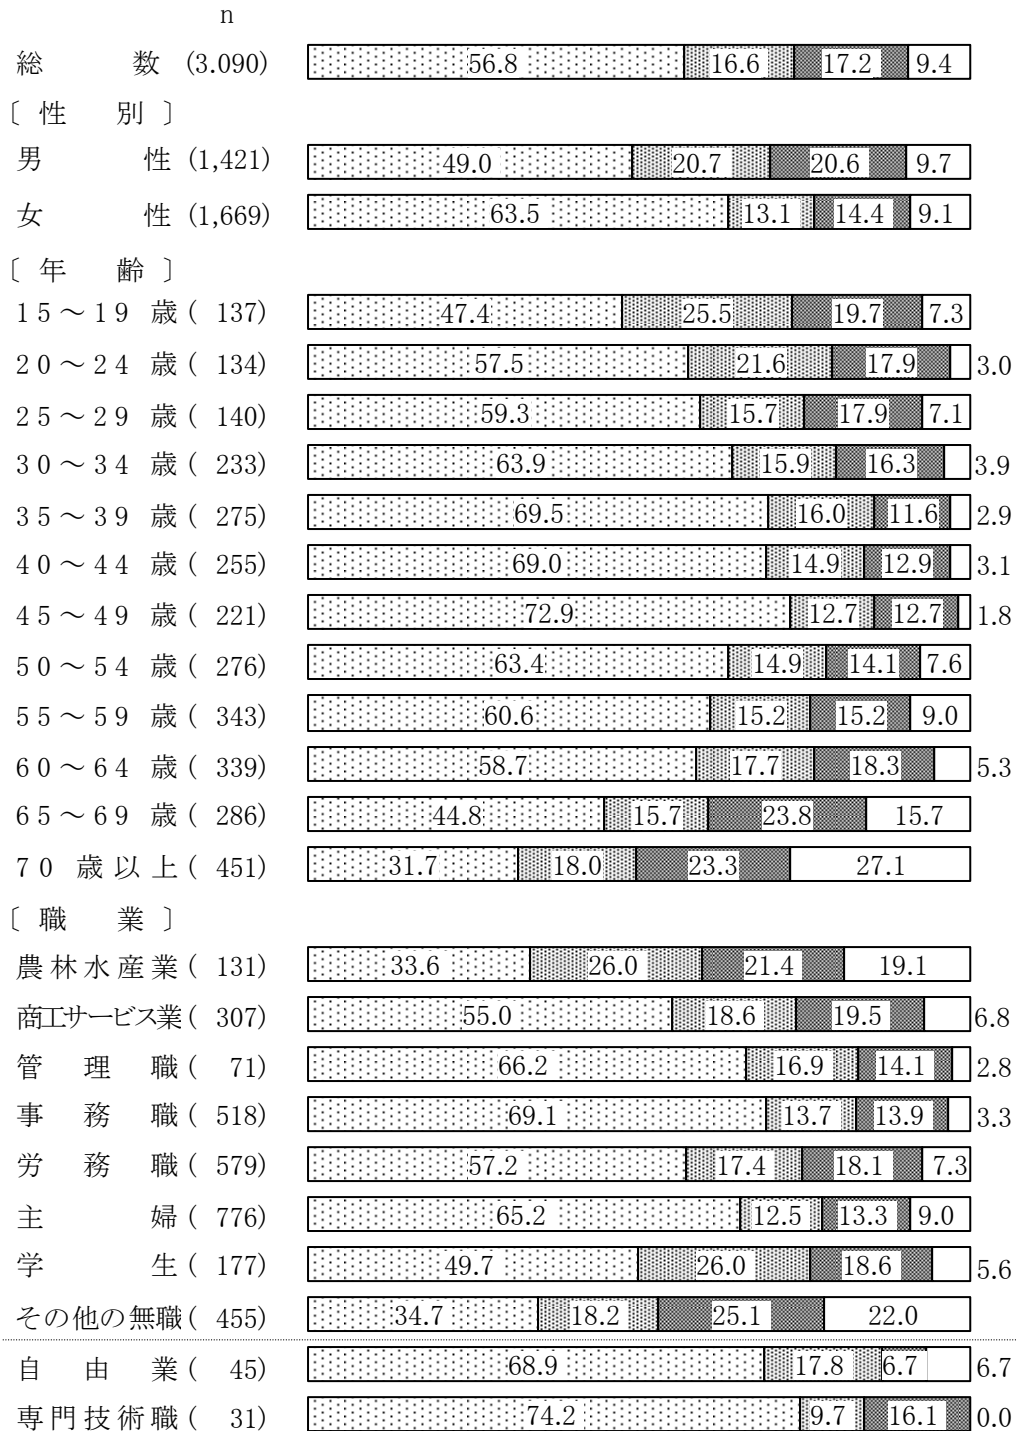 n
総 数 (3.090) 56.8 16.6 17.2 9.4
〔 性 別 〕
男 性 (1,421) 49.0 20.7 20.6 9.7
女 性 (1,669) 63.5 13.1 14.4 9.1
〔 年 齢 〕
15～19 歳 ( 137) 47.4 25.5 19.7 7.3
20～24 歳 ( 134) 57.5 21.6 17.9 3.0
25～29 歳 ( 140) 59.3 15.7 17.9 7.1
30～34 歳 ( 233) 63.9 15.9 16.3 3.9
35～39 歳 ( 275) 69.5 16.0 11.6 2.9
40～44 歳 ( 255) 69.0 14.9 12.9 3.1
45～49 歳 ( 221) 72.9 12.7 12.7 1.8
50～54 歳 ( 276) 63.4 14.9 14.1 7.6
55～59 歳 ( 343) 60.6 15.2 15.2 9.0
60～64 歳 ( 339) 58.7 17.7 18.3 5.3
65～69 歳 ( 286) 44.8 15.7 23.8 15.7
70 歳以上 ( 451) 31.7 18.0 23.3 27.1
〔 職 業 〕
農林水産業 ( 131) 33.6 26.0 21.4 19.1
商工サービス業 ( 307) 55.0 18.6 19.5 6.8
管 理 職 ( 71) 66.2 16.9 14.1 2.8
事 務 職 ( 518) 69.1 13.7 13.9 3.3
労 務 職 ( 579) 57.2 17.4 18.1 7.3
主 婦 ( 776) 65.2 12.5 13.3 9.0
学 生 ( 177) 49.7 26.0 18.6 5.6
その他の無職 ( 455) 34.7 18.2 25.1 22.0
自 由 業 ( 45) 68.9 17.8 6.7 6.7
専門技術職 ( 31) 74.2 9.7 16.1 0.0